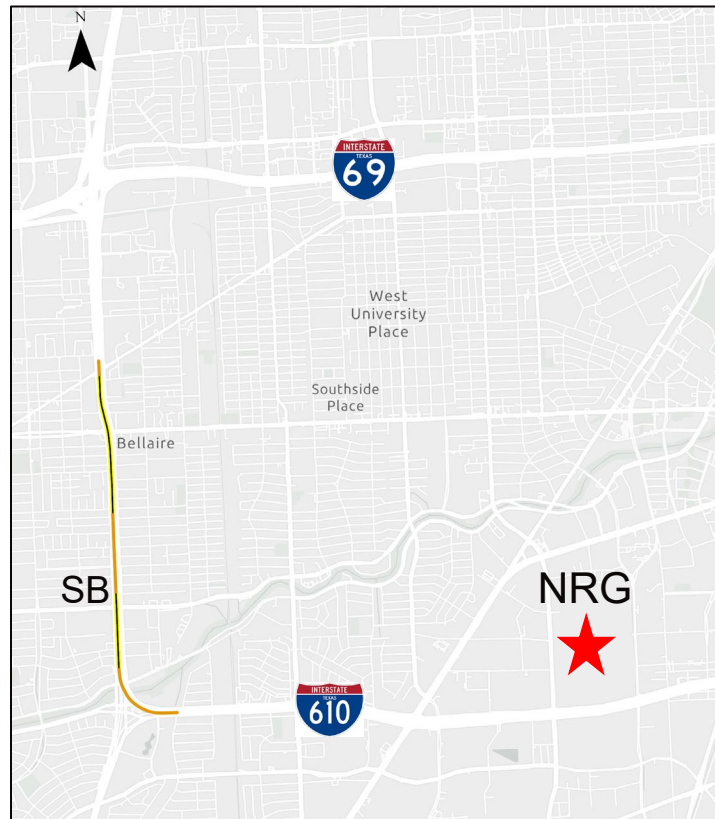 N
INTERSTATE
TEXAS
69
West
University
Place
Southside
Place
Bellaire
SB
NRG
INTERSTATE
TEXAS
610